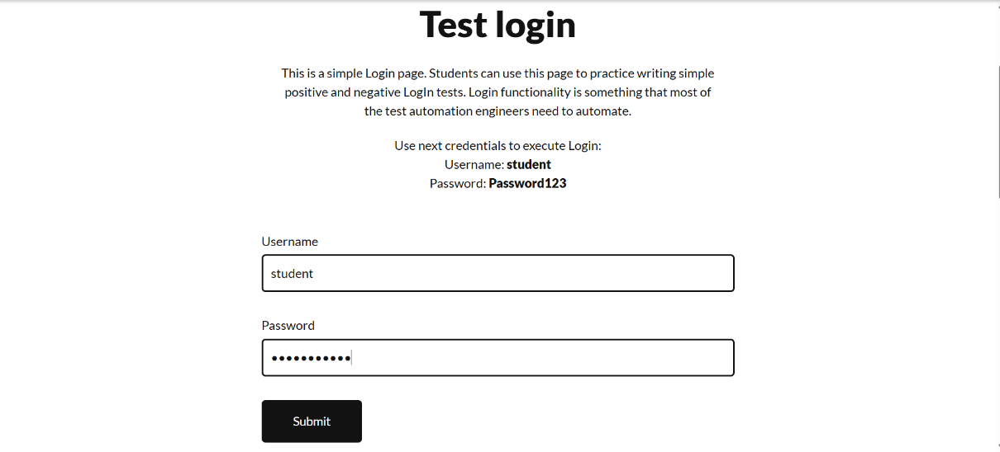 Test login
This is a simple Login page. Students can use this page to practice writing simple
positive and negative LogIn tests. Login functionality is something that most of
the test automation engineers need to automate.
Use next credentials to execute Login:
Username: student
Password: Password123
Username
student
Password
•••••••••••
Submit